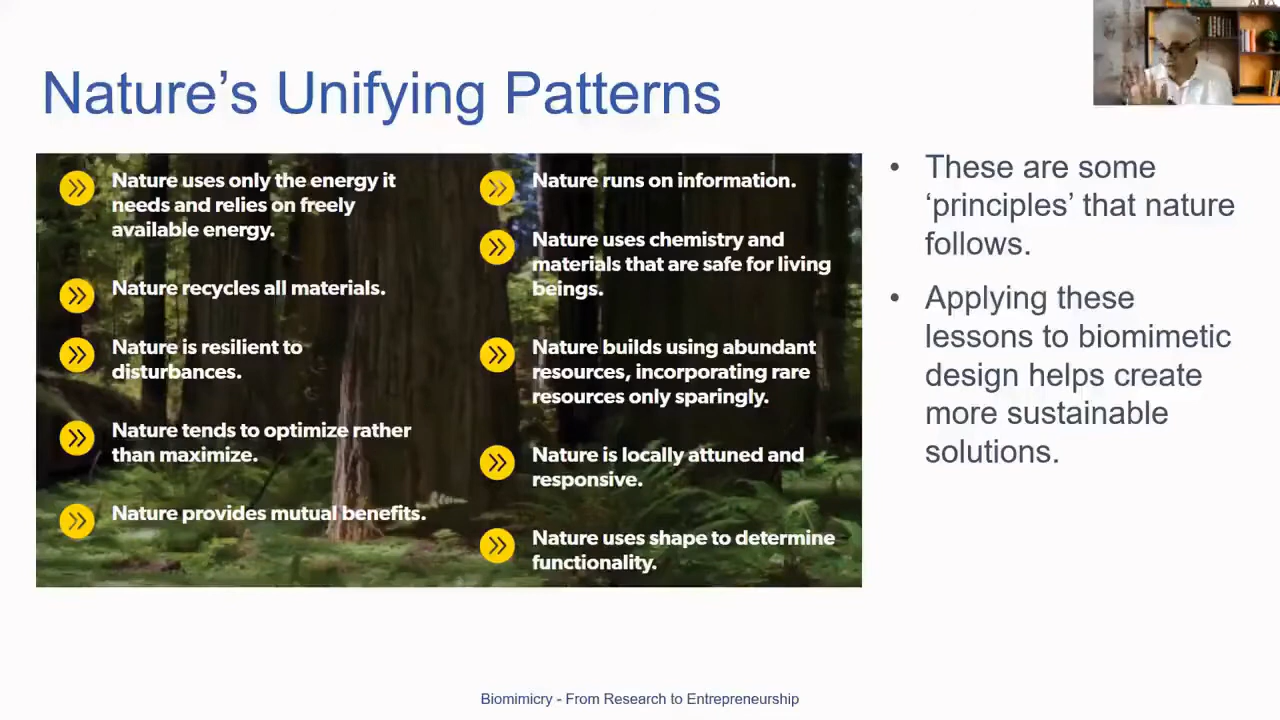 Nature's Unifying Patterns
Nature uses only the energy it
needs and relies on freely
available energy.
Nature recycles all materials.
Nature is resilient to
disturbances.
Nature tends to optimize rather
than maximize.
Nature provides mutual benefits.
Nature runs on information.
Nature uses chemistry and
materials that are safe for living
beings.
Nature builds using abundant
resources, incorporating rare
resources only sparingly.
Nature is locally attuned and
responsive.
Nature uses shape to determine
functionality.
• These are some
‘principles’ that nature
follows.
• Applying these
lessons to biomimetic
design helps create
more sustainable
solutions.
Biomimicry - From Research to Entrepreneurship